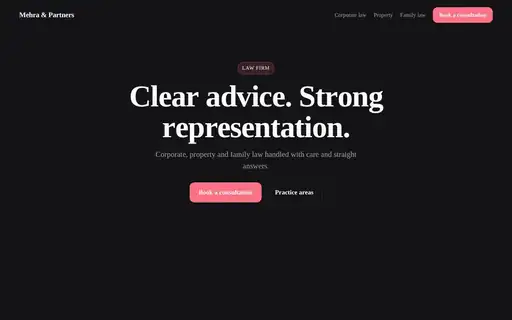 Mehra & Partners
Corporate law
Property
Family law
Book a consultation
LAW FIRM
Clear advice. Strong
representation.
Corporate, property and family law handled with care and straight
answers.
Book a consultation
Practice areas